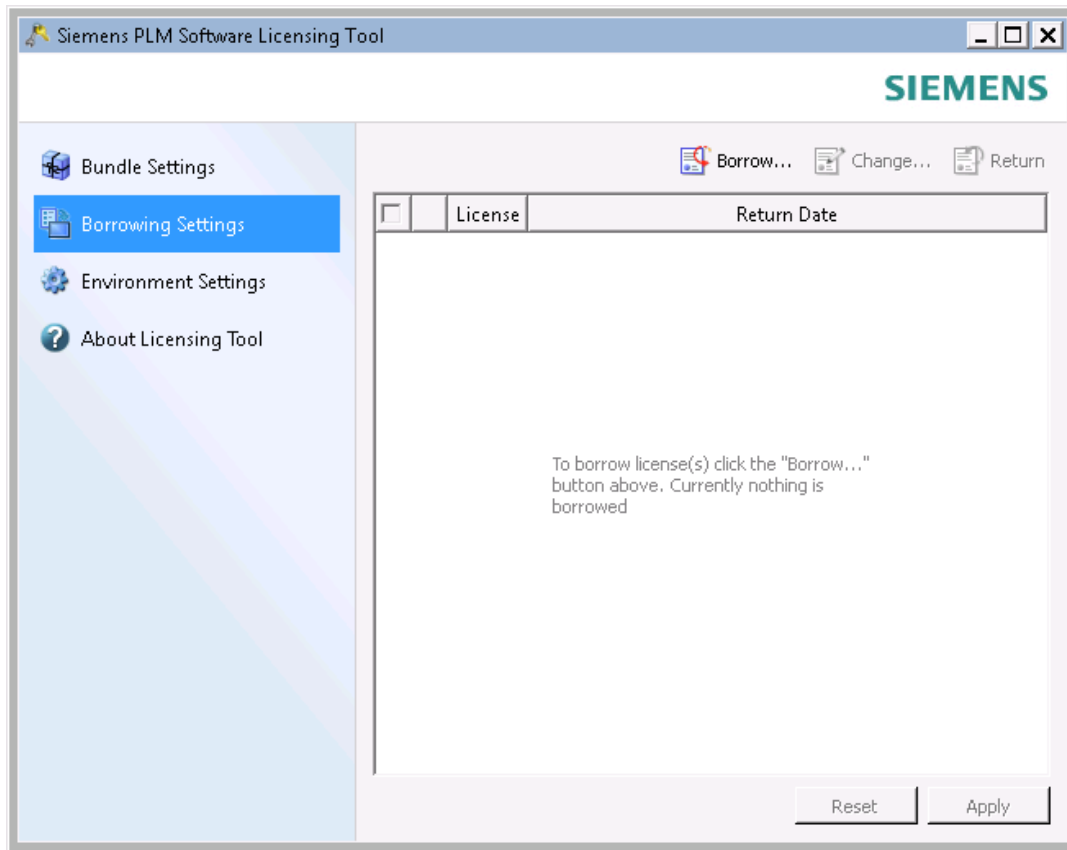 Siemens PLM Software Licensing Tool
SIEMENS
Bundle Settings
Borrowing Settings
Environment Settings
About Licensing Tool
Borrow... Change... Return
License Return Date
To borrow license(s) click the "Borrow..."
button above. Currently nothing is
borrowed
Reset Apply